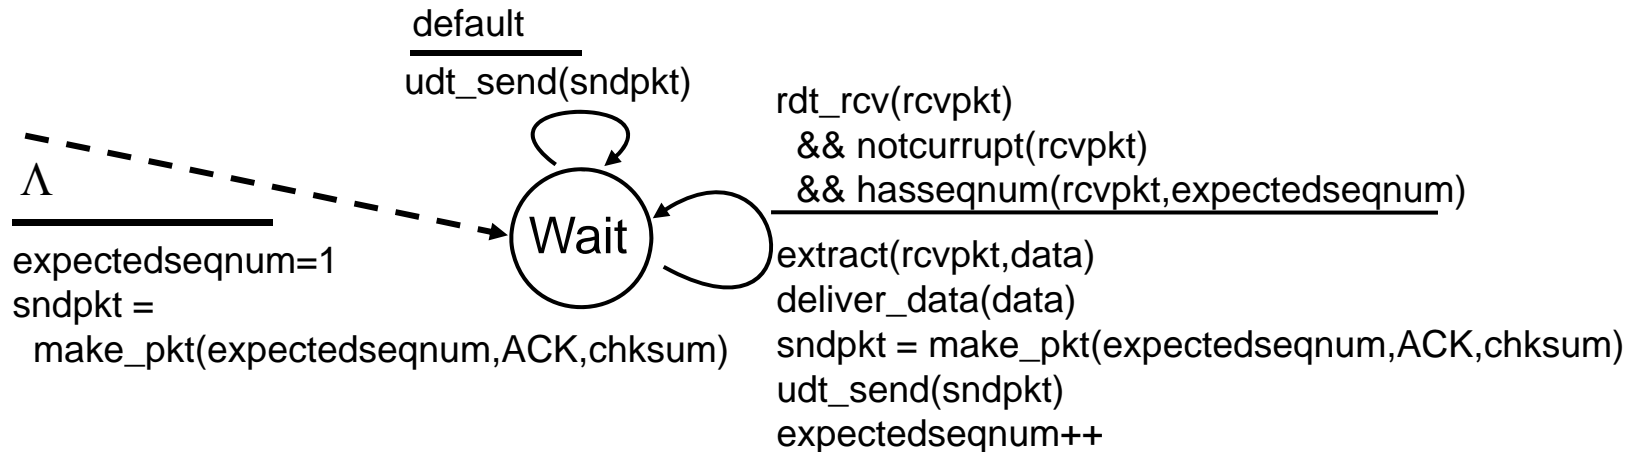 default
udt_send(sndpkt)
Λ
expectedseqnum=1
sndpkt =
make_pkt(expectedseqnum,ACK,chksum)
Wait
rdt_rcv(rcvpkt)
&& notcurrupt(rcvpkt)
&& hasseqnum(rcvpkt,expectedseqnum)
extract(rcvpkt,data)
deliver_data(data)
sndpkt = make_pkt(expectedseqnum,ACK,chksum)
udt_send(sndpkt)
expectedseqnum++